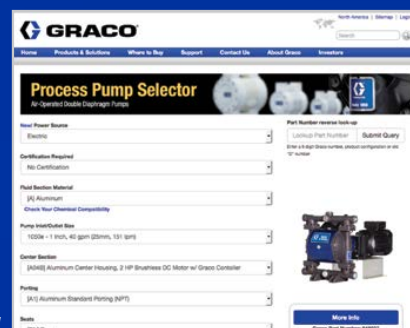 North America | Sitemap |
GRACO
Search
Home Products & Solutions Where to Buy Support Contact Us About Graco Investors
Process Pump Selector
Air-Operated Double Diaphragm Pumps
Need Power Source
Electric
Certification Required
No Certification
Fluid Section Material
[A] Aluminum
Check Your Chemical Compatibility
Pump Inlet/Outlet Size
1050e - 1 inch, 40 gpm (25mm, 151 lpm)
Center Section
[A04B] Aluminum Center Housing, 2 HP Brushless DC Motor w/ Graco Controller
Porting
[A1] Aluminum Standard Porting (NPT)
Seats
Part Number reverse look-up
Lookup Part Number Submit Query
More Info